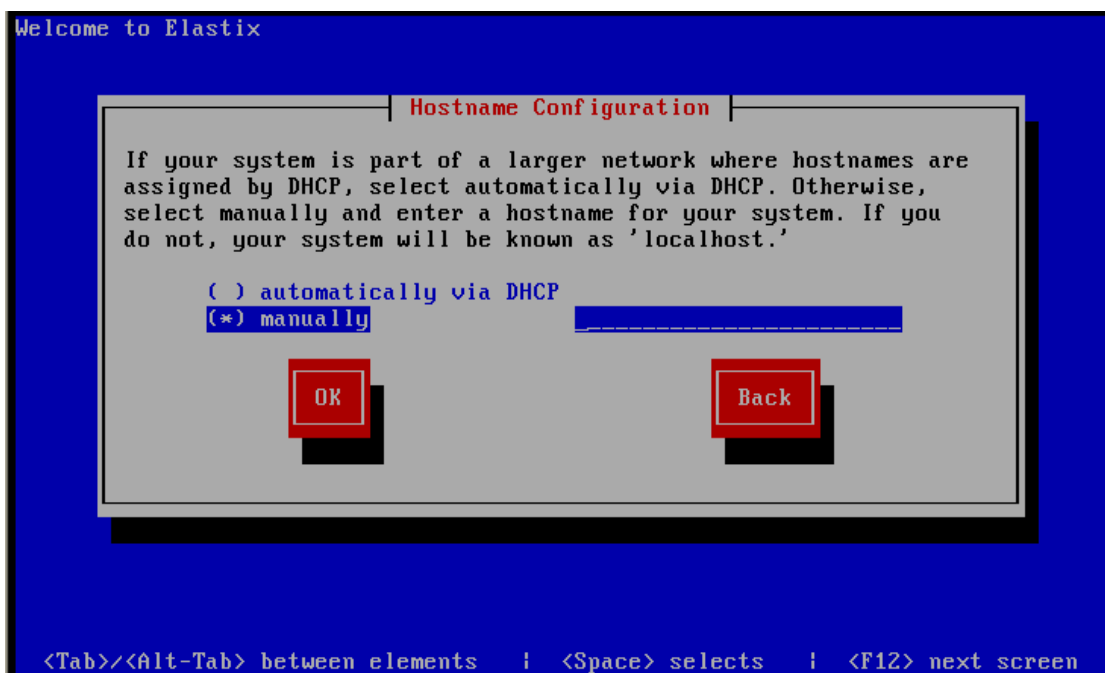 Welcome to Elastix
Hostname Configuration
If your system is part of a larger network where hostnames are
assigned by DHCP, select automatically via DHCP. Otherwise,
select manually and enter a hostname for your system. If you
do not, your system will be known as 'localhost.'
( ) automatically via DHCP
(*) manually ________________________
OK Back
<Tab>/<Alt-Tab> between elements | <Space> selects | <F12> next screen